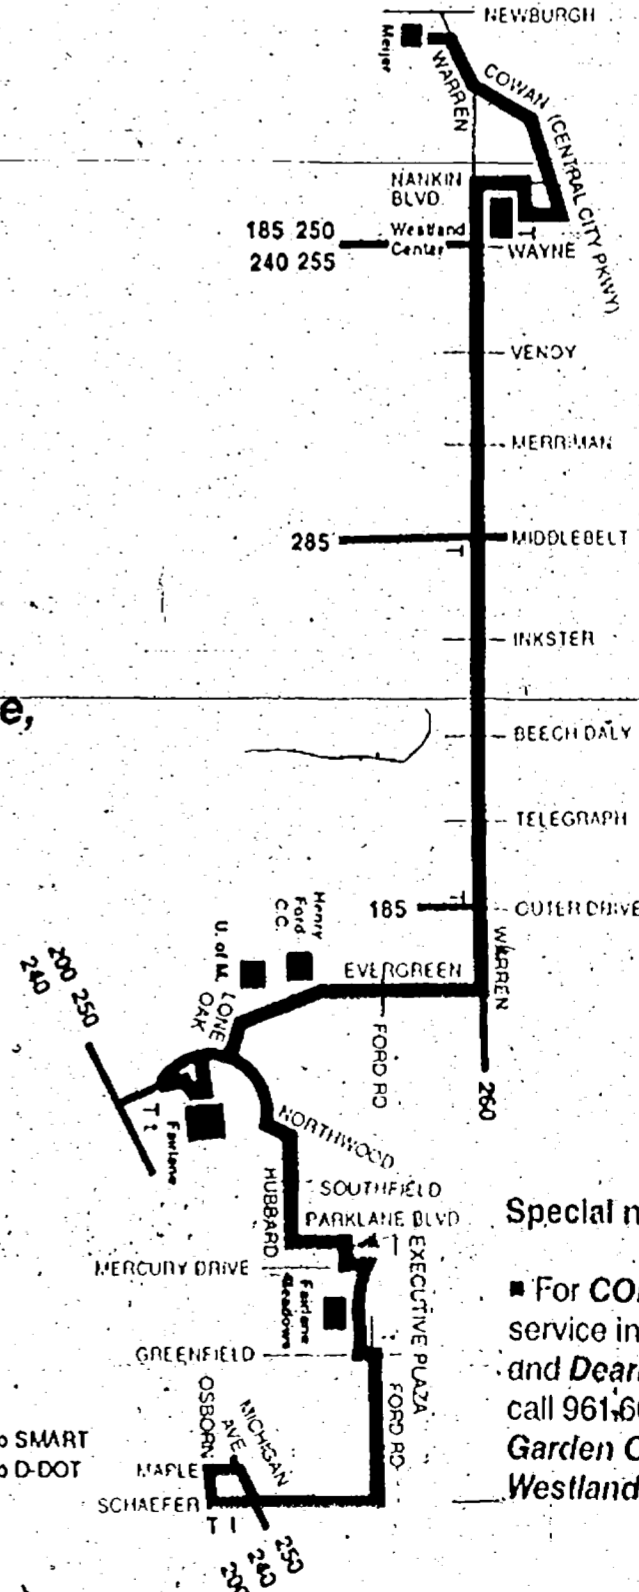 NEWBURGH
Meijer
WARREN
COWAN (CENTRAL CITY PKWY)
NANKIN
BLVD.
185 250
240 255
Westland
Center
T
WAYNE
VENOY
MERRIMAN
285
MIDDLEBELT
T
INKSTER
e,
BEECH DALY
TELEGRAPH
185
T
OUTER DRIVE
WARREN
Henry
Ford
C.C.
U. of M.
EVERGREEN
LONE
OAK
FORD RD
200 250
240
260
T t
Fairlane
NORTHWOOD
HUBBARD
SOUTHFIELD
PARKLANE BLVD
Special n
MERCURY DRIVE
EXECUTIVE PLAZA
Fairlane
Meadows
■ For CO
service in
and Dear
call 961-6
Garden C
Westland
GREENFIELD
FORD RD
OSBORN
MICHIGAN
AVE
o SMART
o D-DOT
MAPLE
SCHAEFER
T
250
240
200